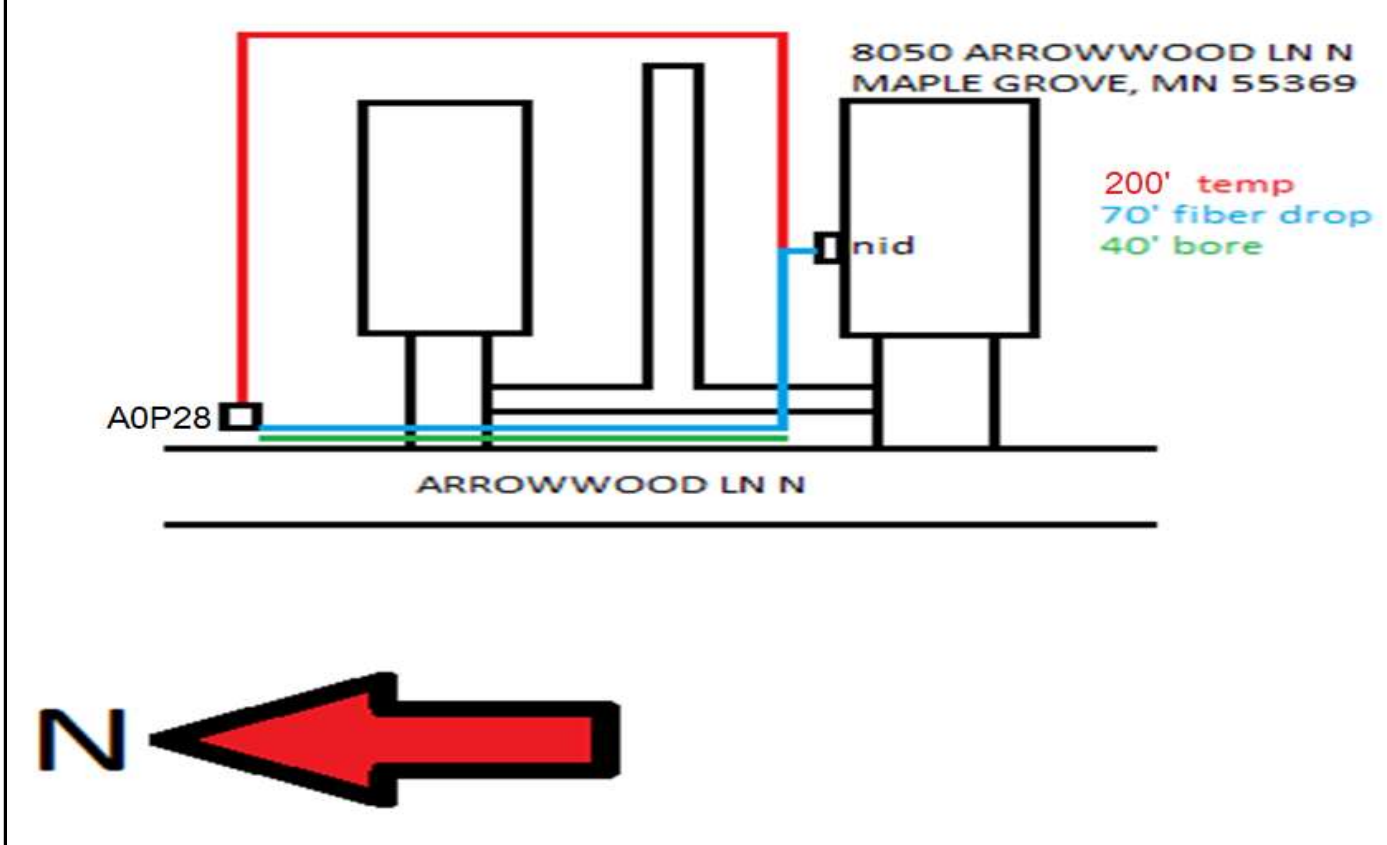 8050 ARROWWOOD LN N
MAPLE GROVE, MN 55369
200' temp
70' fiber drop
40' bore
nid
A0P28
ARROWWOOD LN N
N